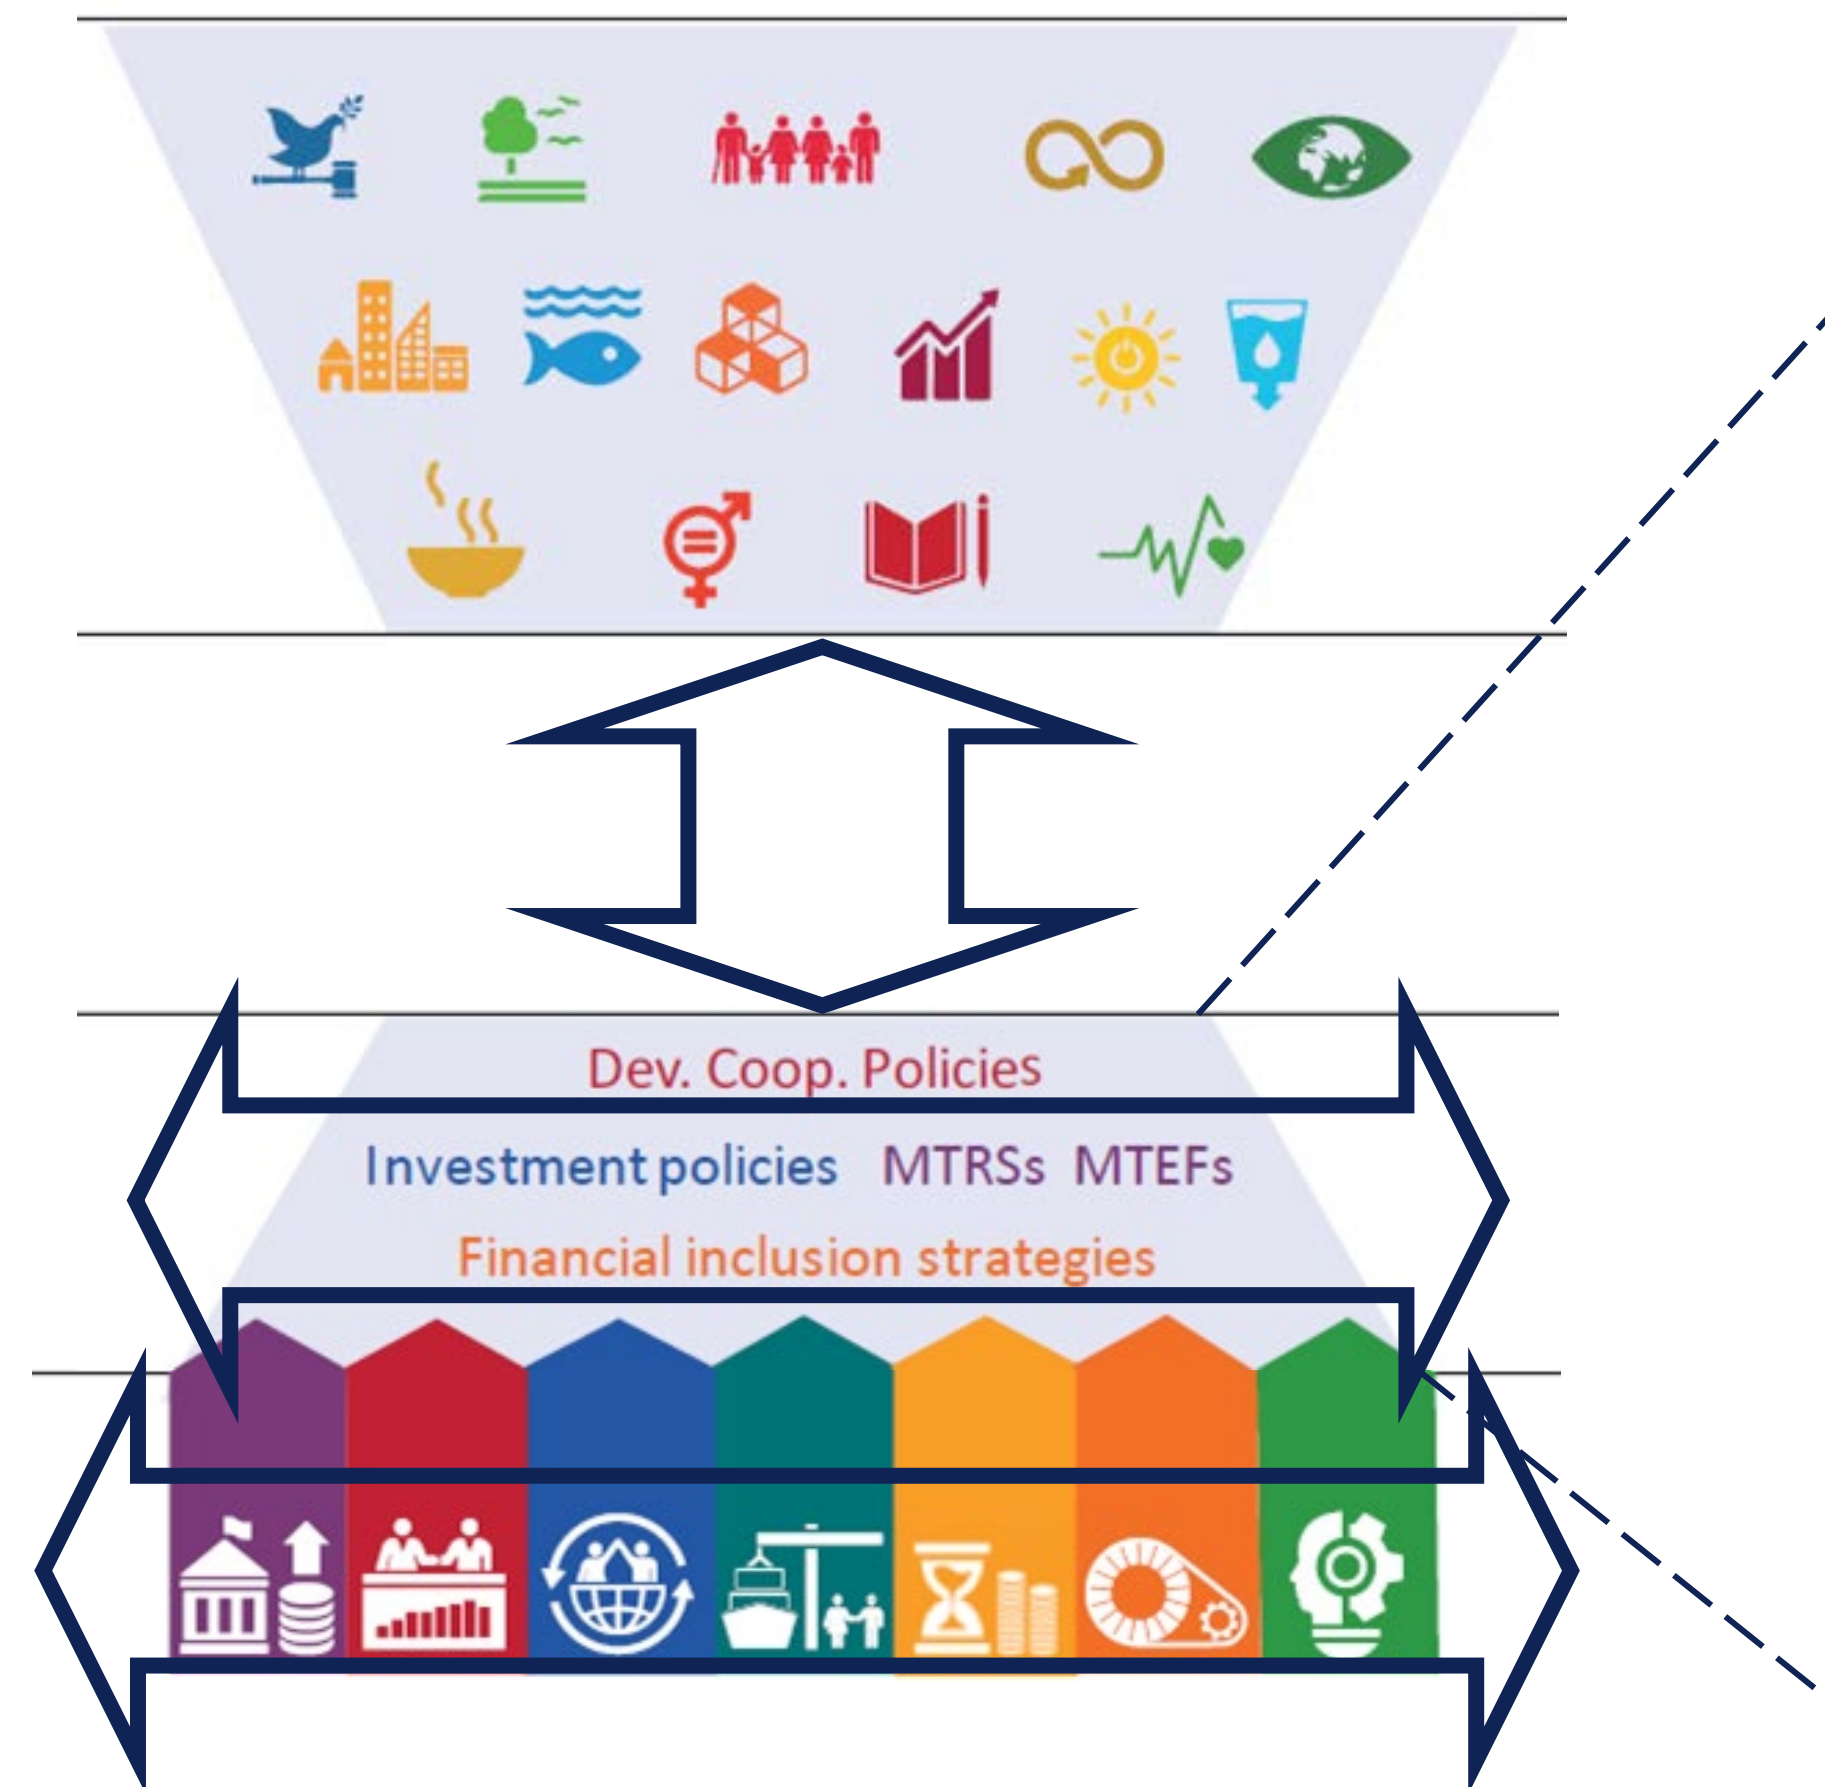 Dev. Coop. Policies
Investment policies MTRSs MTEFs
Financial inclusion strategies